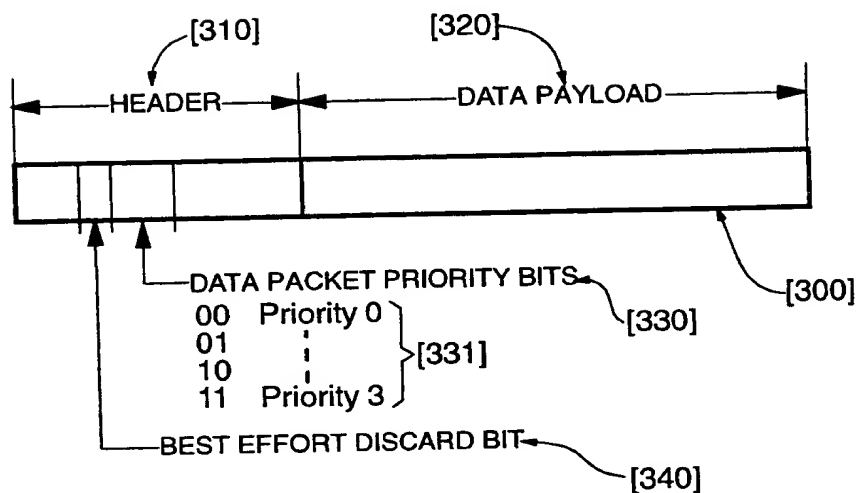 [310]
[320]
HEADER
DATA PAYLOAD
DATA PACKET PRIORITY BITS
[300]
00 Priority 0
[330]
01
[331]
10
11 Priority 3
BEST EFFORT DISCARD BIT
[340]